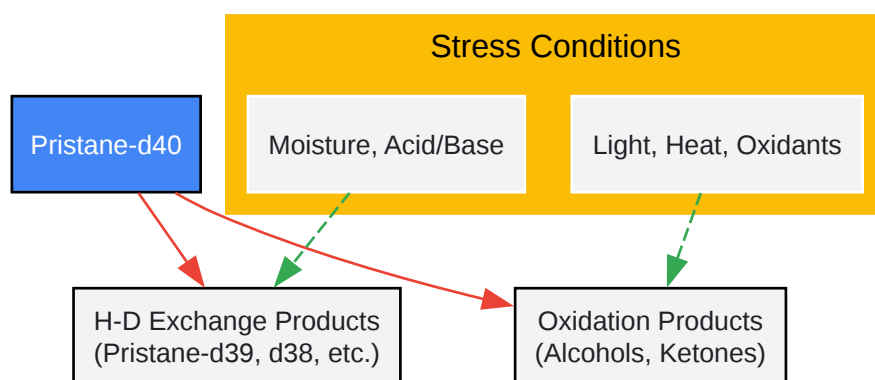 Stress Conditions
Pristane-d40
Moisture, Acid/Base
Light, Heat, Oxidants
H-D Exchange Products
(Pristane-d39, d38, etc.)
Oxidation Products
(Alcohols, Ketones)